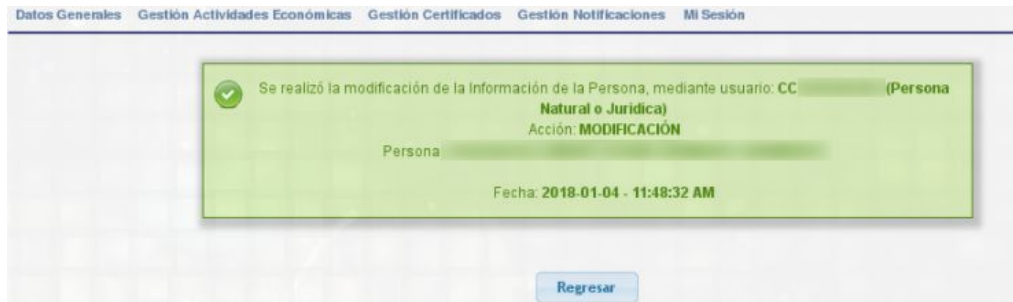 Datos Generales Gestión Actividades Económicas Gestión Certificados Gestión Notificaciones Mi Sesión
Se realizó la modificación de la Información de la Persona, mediante usuario: CC (Persona
Natural o Juridica)
Acción: MODIFICACIÓN
Persona
Fecha: 2018-01-04 - 11:48:32 AM
Regresar